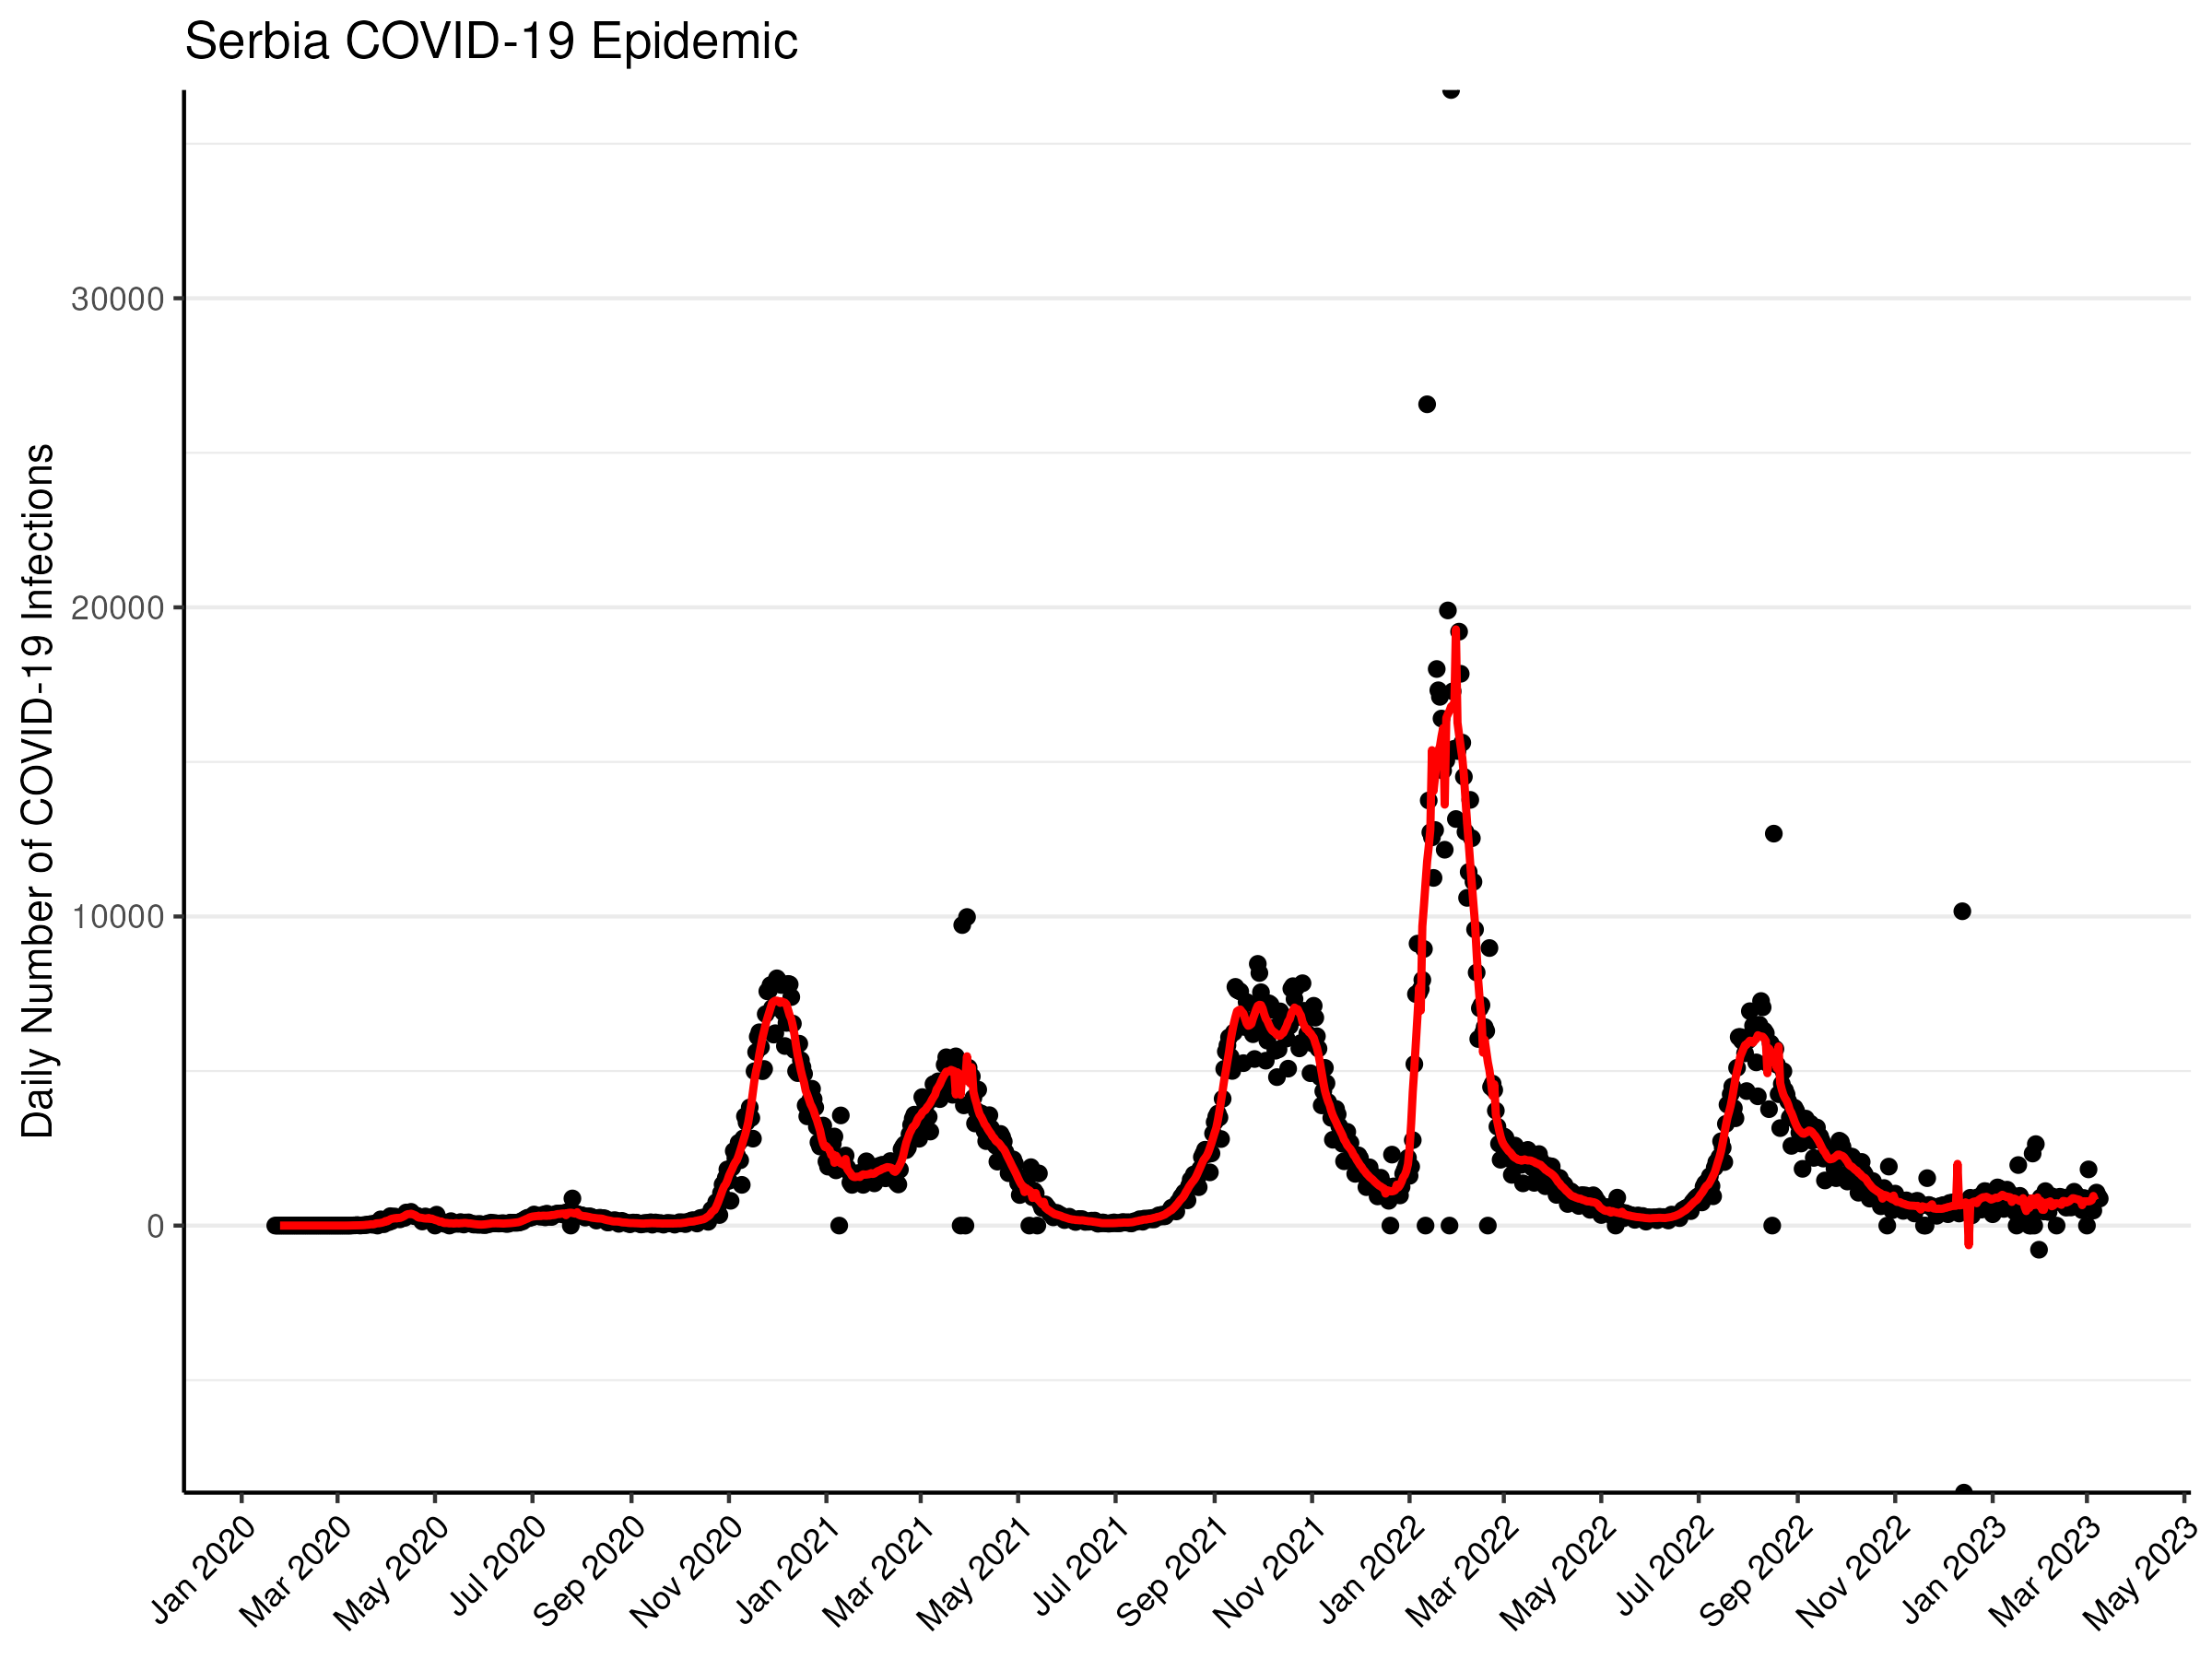 Serbia COVID-19 Epidemic
Daily Number of COVID-19 Infections
30000
20000
10000
0
Jan 2020
Mar 2020
May 2020
Jul 2020
Sep 2020
Nov 2020
Jan 2021
Mar 2021
May 2021
Jul 2021
Sep 2021
Nov 2021
Jan 2022
Mar 2022
May 2022
Jul 2022
Sep 2022
Nov 2022
Jan 2023
Mar 2023
May 2023